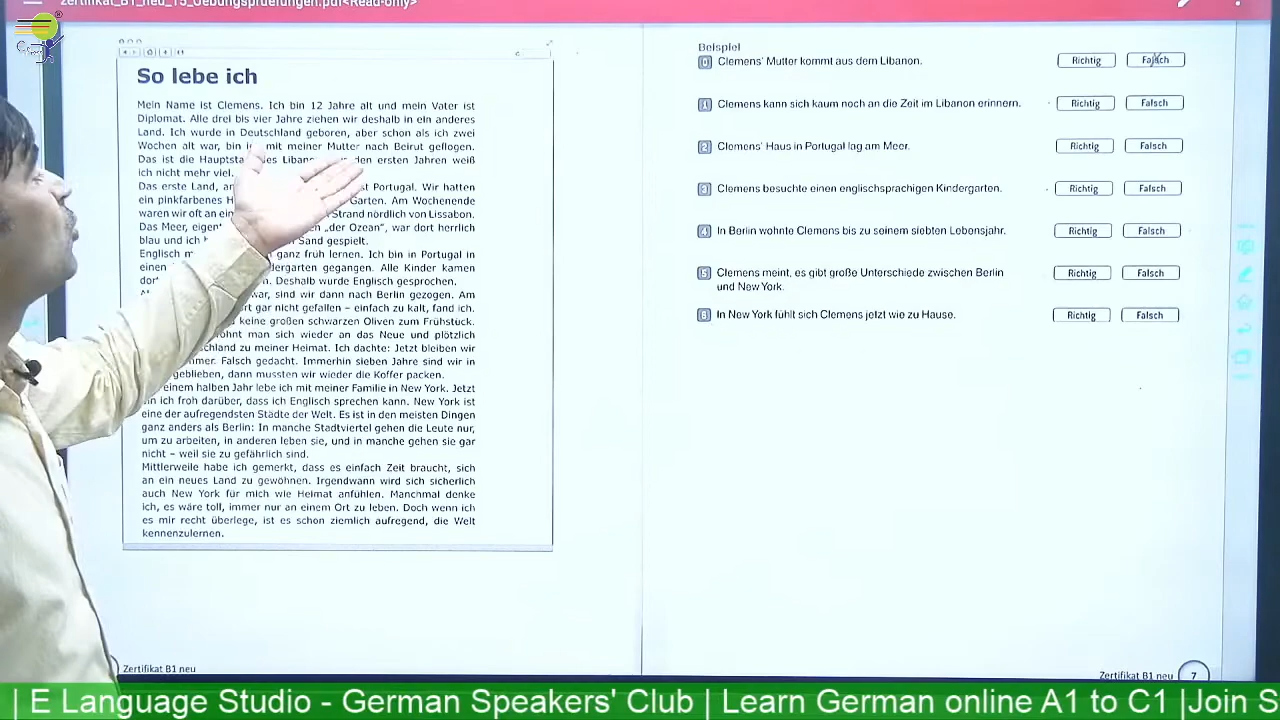 zertifikat_B1_neu_15_Uebungspruefungen.pdf<Read-only>
So lebe ich
Mein Name ist Clemens. Ich bin 12 Jahre alt und mein Vater ist
Diplomat. Alle drei bis vier Jahre ziehen wir deshalb in ein anderes
Land. Ich wurde in Deutschland geboren, aber schon als ich zwei
Wochen alt war, bin ich mit meiner Mutter nach Beirut geflogen.
Das ist die Hauptsta des Liban den ersten Jahren weiß
ich nicht mehr viel.
Das erste Land, an st Portugal. Wir hatten
ein pinkfarbenes H Garten. Am Wochenende
waren wir oft an ein Strand nördlich von Lissabon.
Das Meer, eigent „der Ozean“, war dort herrlich
blau und ich h Sand gespielt.
Englisch m ganz früh lernen. Ich bin in Portugal in
einen dergarten gegangen. Alle Kinder kamen
dort n. Deshalb wurde Englisch gesprochen.
war, sind wir dann nach Berlin gezogen. Am
rt gar nicht gefallen – einfach zu kalt, fand ich.
keine großen schwarzen Oliven zum Frühstück.
öhnt man sich wieder an das Neue und plötzlich
schland zu meiner Heimat. Ich dachte: Jetzt bleiben wir
mmer. Falsch gedacht. Immerhin sieben Jahre sind wir in
geblieben, dann mussten wir wieder die Koffer packen.
einem halben Jahr lebe ich mit meiner Familie in New York. Jetzt
bin ich froh darüber, dass ich Englisch sprechen kann. New York ist
eine der aufregendsten Städte der Welt. Es ist in den meisten Dingen
ganz anders als Berlin: In manche Stadtviertel gehen die Leute nur,
um zu arbeiten, in anderen leben sie, und in manche gehen sie gar
nicht – weil sie zu gefährlich sind.
Mittlerweile habe ich gemerkt, dass es einfach Zeit braucht, sich
an ein neues Land zu gewöhnen. Irgendwann wird sich sicherlich
auch New York für mich wie Heimat anfühlen. Manchmal denke
ich, es wäre toll, immer nur an einem Ort zu leben. Doch wenn ich
es mir recht überlege, ist es schon ziemlich aufregend, die Welt
kennenzulernen.
Zertifikat B1 neu
Beispiel
0 Clemens' Mutter kommt aus dem Libanon. Richtig Falsch
1 Clemens kann sich kaum noch an die Zeit im Libanon erinnern. Richtig Falsch
2 Clemens' Haus in Portugal lag am Meer. Richtig Falsch
3 Clemens besuchte einen englischsprachigen Kindergarten. Richtig Falsch
4 In Berlin wohnte Clemens bis zu seinem siebten Lebensjahr. Richtig Falsch
5 Clemens meint, es gibt große Unterschiede zwischen Berlin Richtig Falsch
und New York.
6 In New York fühlt sich Clemens jetzt wie zu Hause. Richtig Falsch
Zertifikat B1 neu 7
| E Language Studio - German Speakers' Club | Learn German online A1 to C1 |Join S